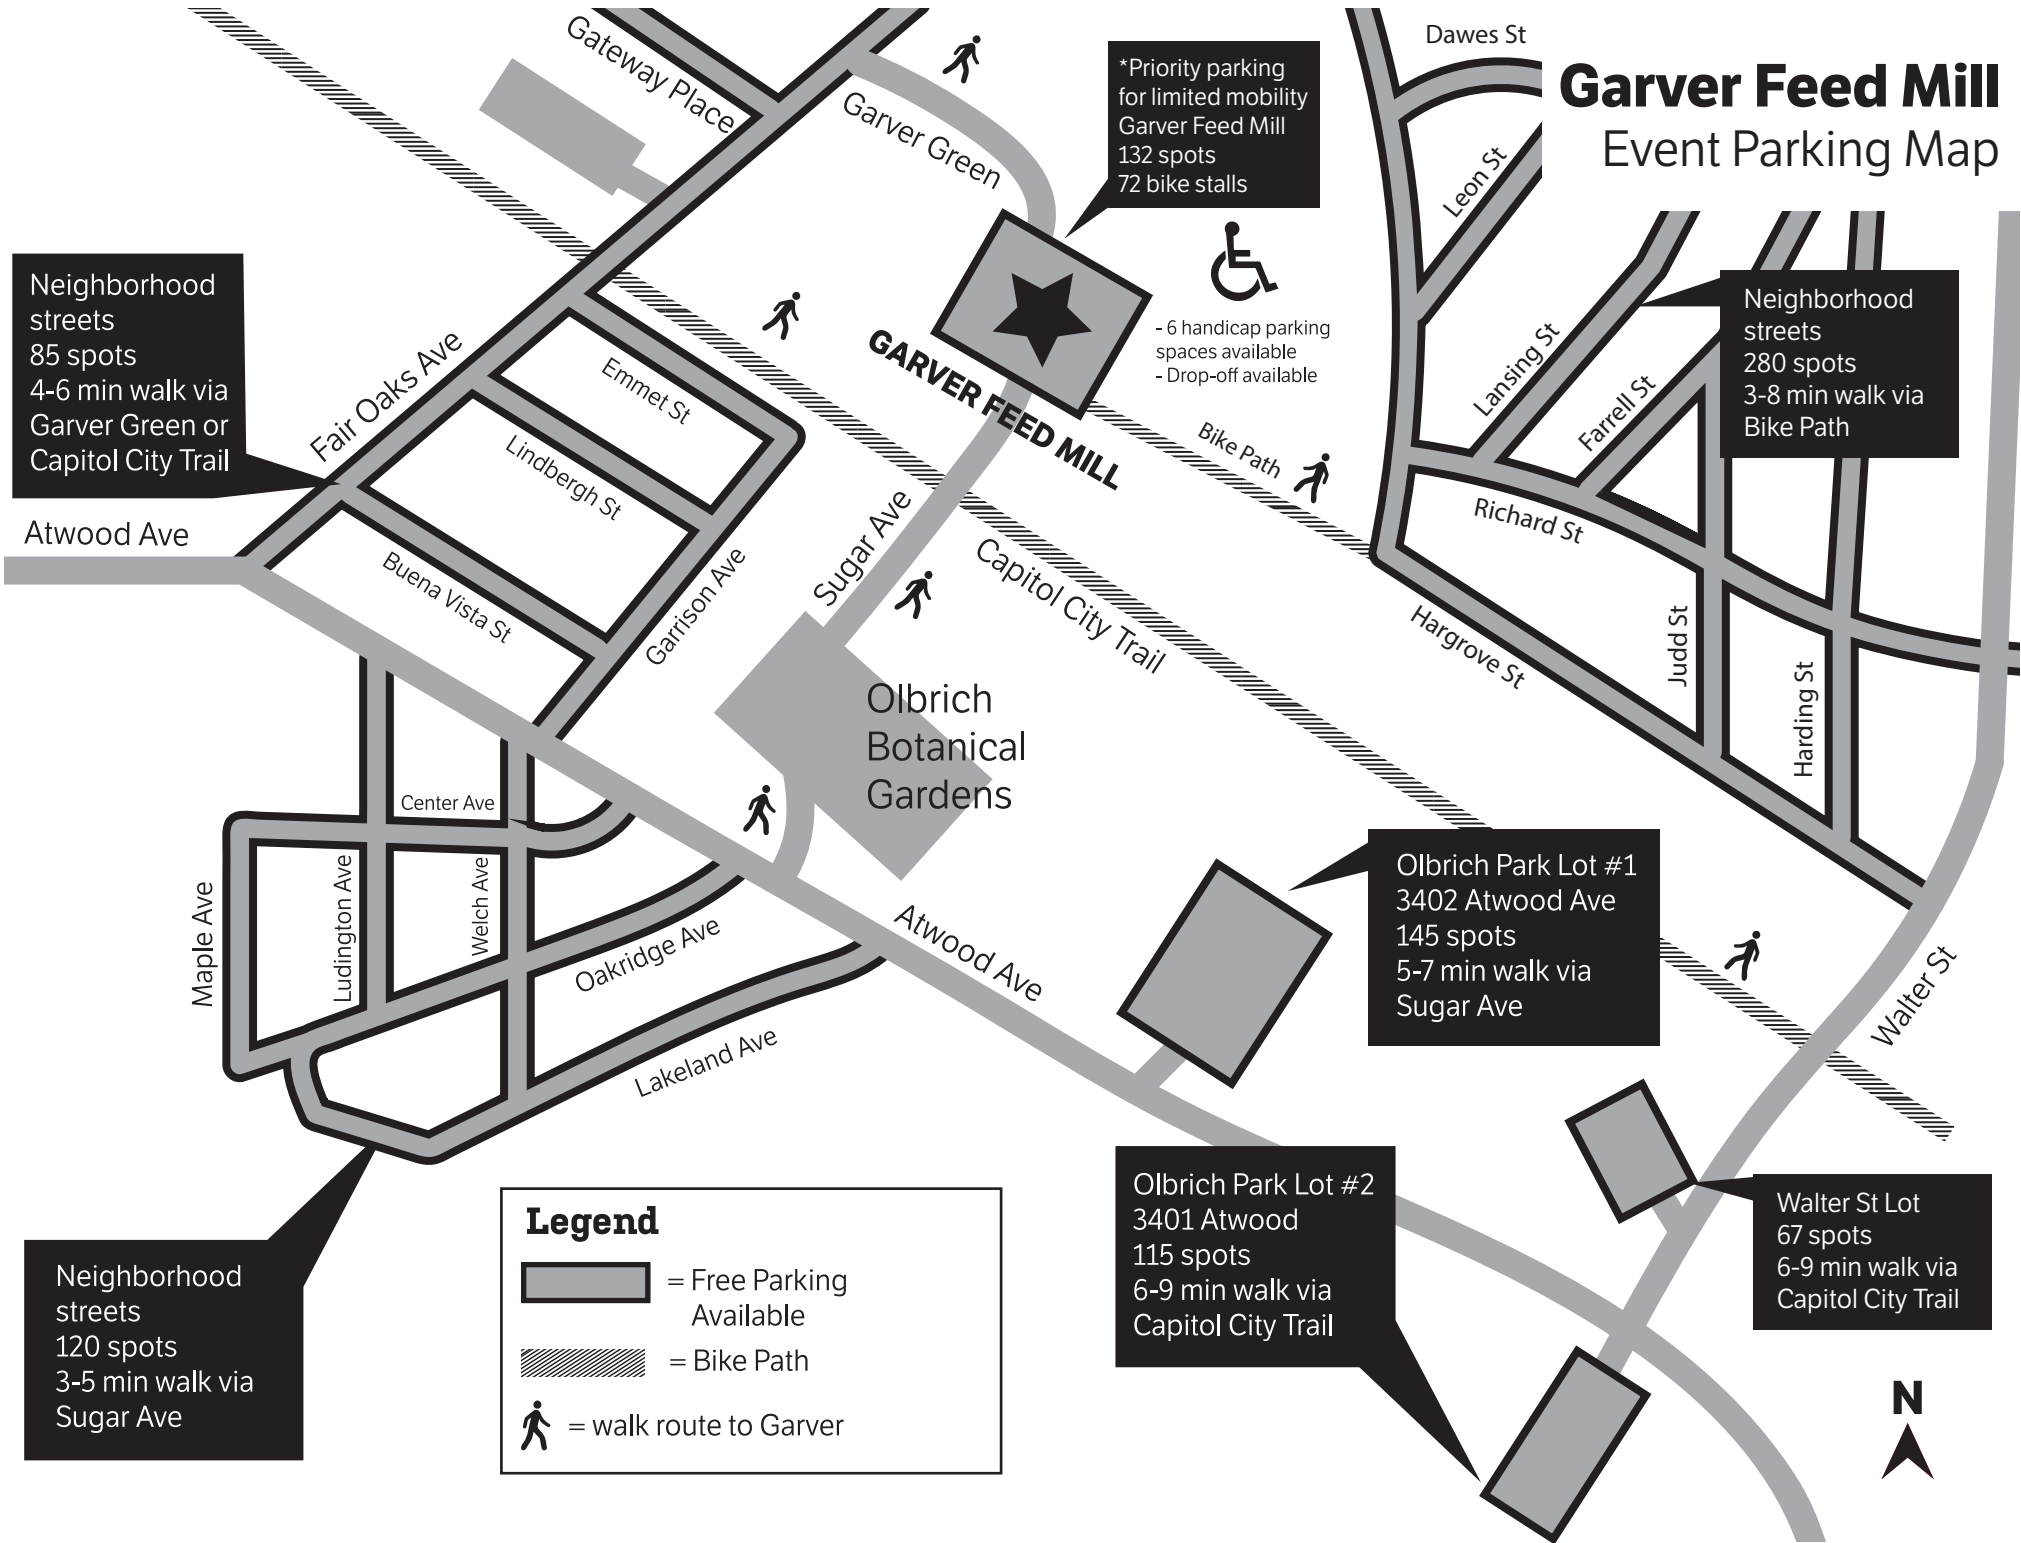 Garver Feed Mill
Event Parking Map
Dawes St
Gateway Place
Garver Green
*Priority parking
for limited mobility
Garver Feed Mill
132 spots
72 bike stalls
Leon St
Neighborhood
streets
85 spots
4-6 min walk via
Garver Green or
Capitol City Trail
Fair Oaks Ave
Emmet St
Lindbergh St
Buena Vista St
Garrison Ave
GARVER FEED MILL
- 6 handicap parking
spaces available
- Drop-off available
Lansing St
Farrell St
Neighborhood
streets
280 spots
3-8 min walk via
Bike Path
Bike Path
Richard St
Atwood Ave
Sugar Ave
Capitol City Trail
Hargrove St
Judd St
Harding St
Olbrich
Botanical
Gardens
Center Ave
Maple Ave
Ludington Ave
Welch Ave
Oakridge Ave
Lakeland Ave
Atwood Ave
Olbrich Park Lot #1
3402 Atwood Ave
145 spots
5-7 min walk via
Sugar Ave
Walter St
Olbrich Park Lot #2
3401 Atwood
115 spots
6-9 min walk via
Capitol City Trail
Walter St Lot
67 spots
6-9 min walk via
Capitol City Trail
Neighborhood
streets
120 spots
3-5 min walk via
Sugar Ave
Legend
= Free Parking
Available
= Bike Path
= walk route to Garver
N